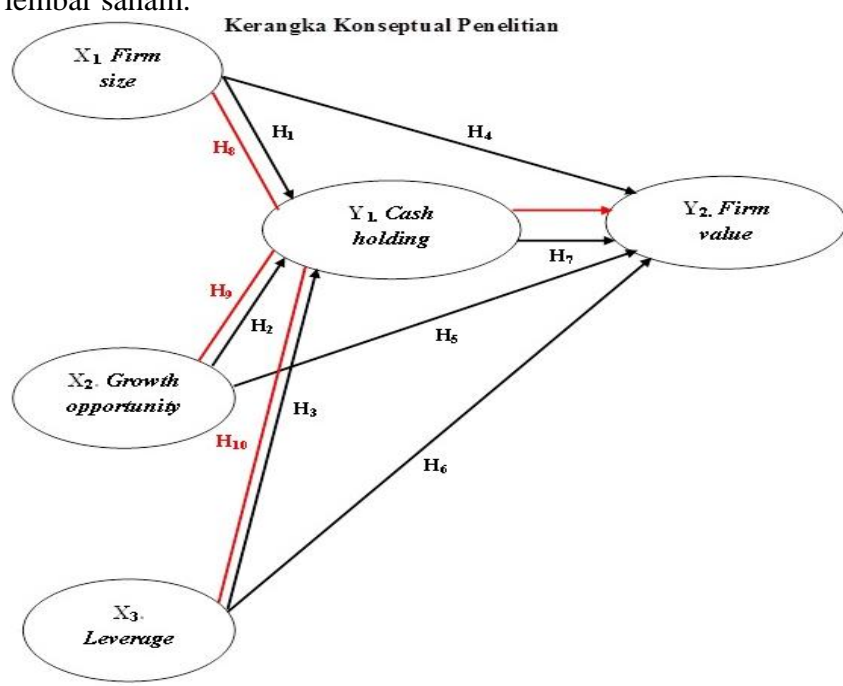 lembar saham.
Kerangka Konseptual Penelitian
X1. Firm
size
H1
H4
H8
Y1. Cash
holding
Y2. Firm
value
H7
H9
H2
H5
X2. Growth
opportunity
H3
H10
H6
X3.
Leverage